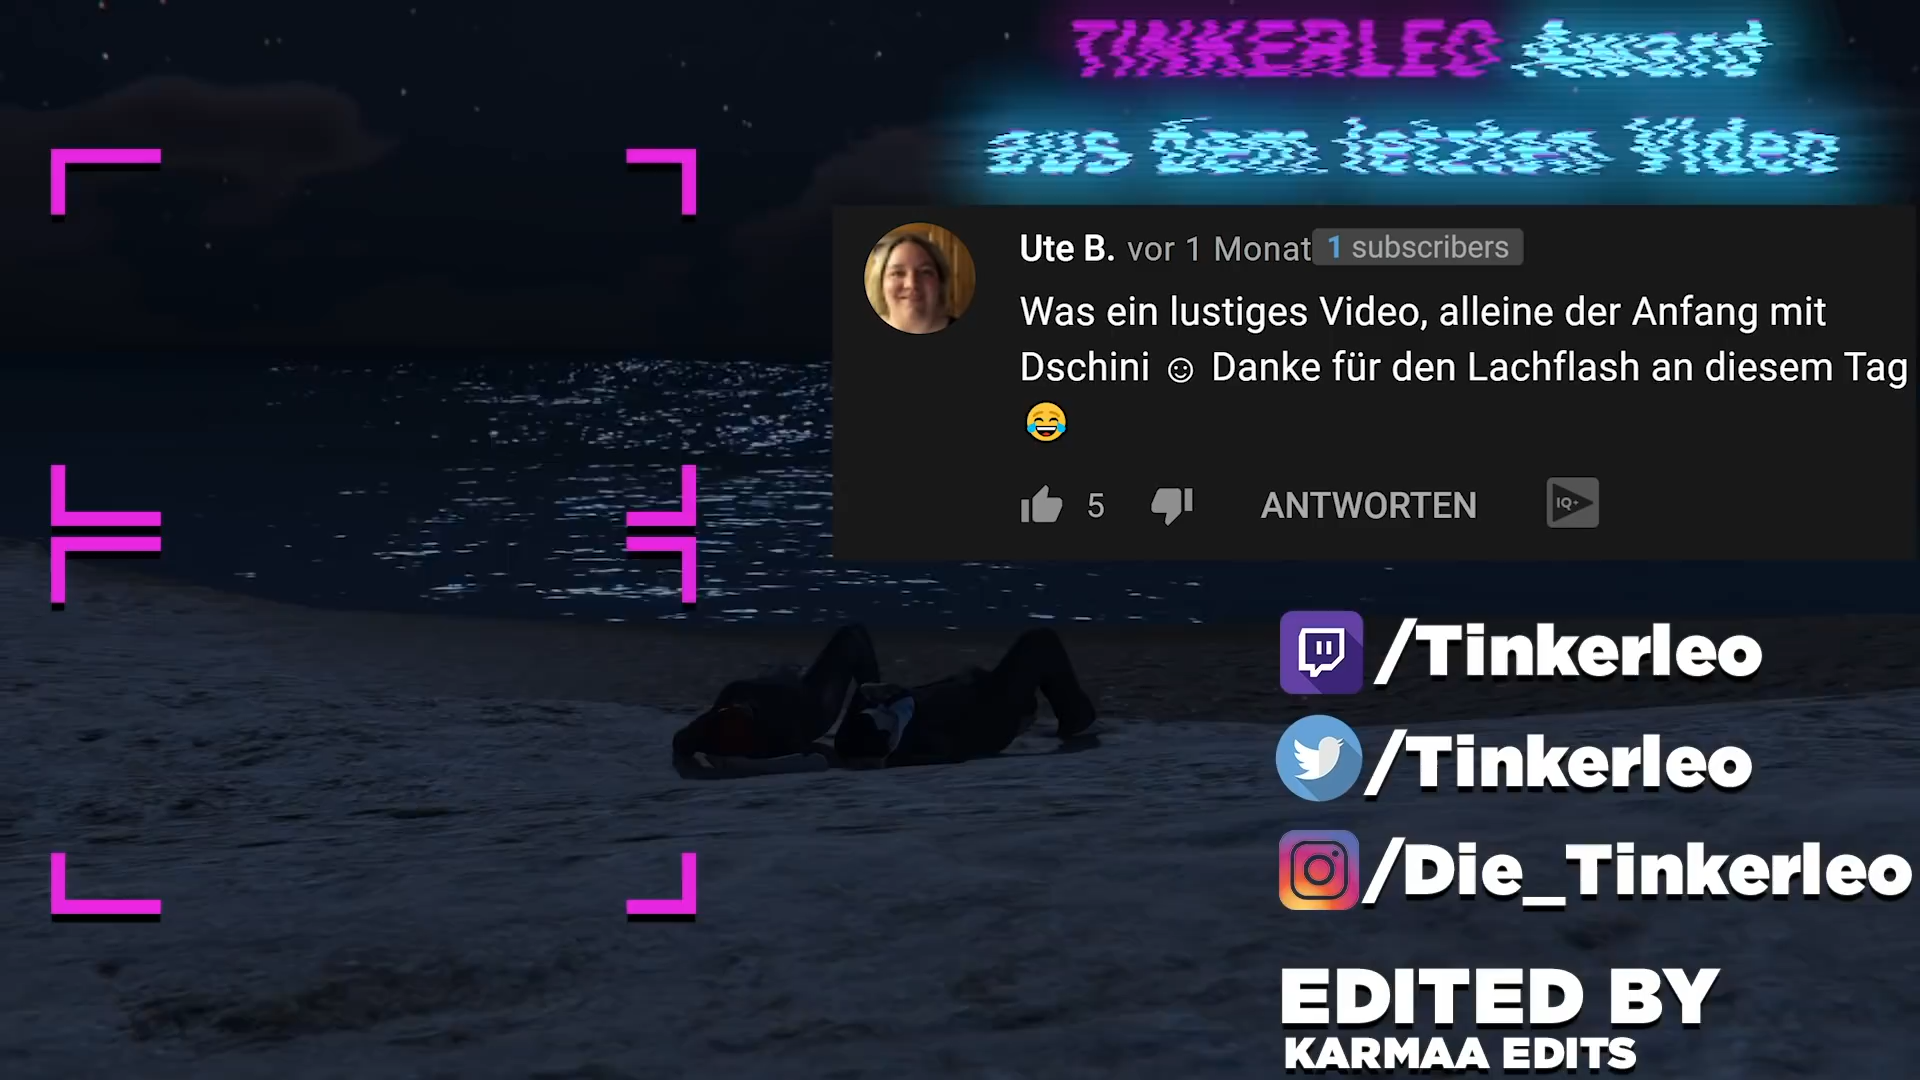 TINKERLEO Award
aus dem letzten Video
Ute B. vor 1 Monat 1 subscribers
Was ein lustiges Video, alleine der Anfang mit
Dschini ☺ Danke für den Lachflash an diesem Tag
😂
5 ANTWORTEN IQ+
/Tinkerleo
/Tinkerleo
/Die_Tinkerleo
EDITED BY
KARMAA EDITS